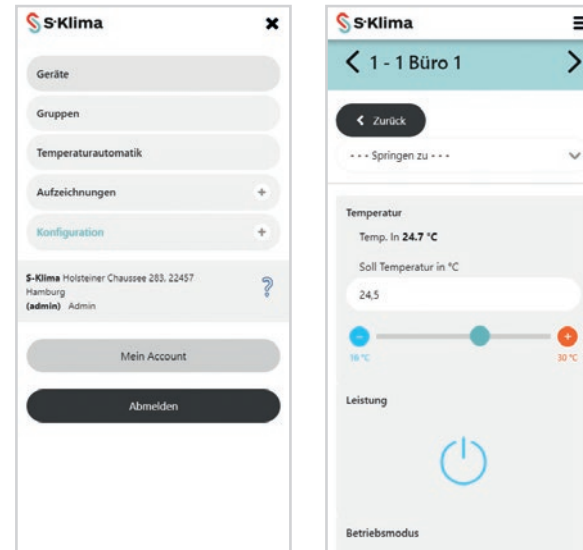 S·Klima
Geräte
Gruppen
Temperaturautomatik
Aufzeichnungen
Konfiguration
S-Klima Holsteiner Chaussee 283, 22457
Hamburg
(admin) Admin
Mein Account
Abmelden
S·Klima
1 - 1 Büro 1
Zurück
- - - Springen zu - - -
Temperatur
Temp. In 24.7 °C
Soll Temperatur in °C
24,5
16 °C
30 °C
Leistung
Betriebsmodus